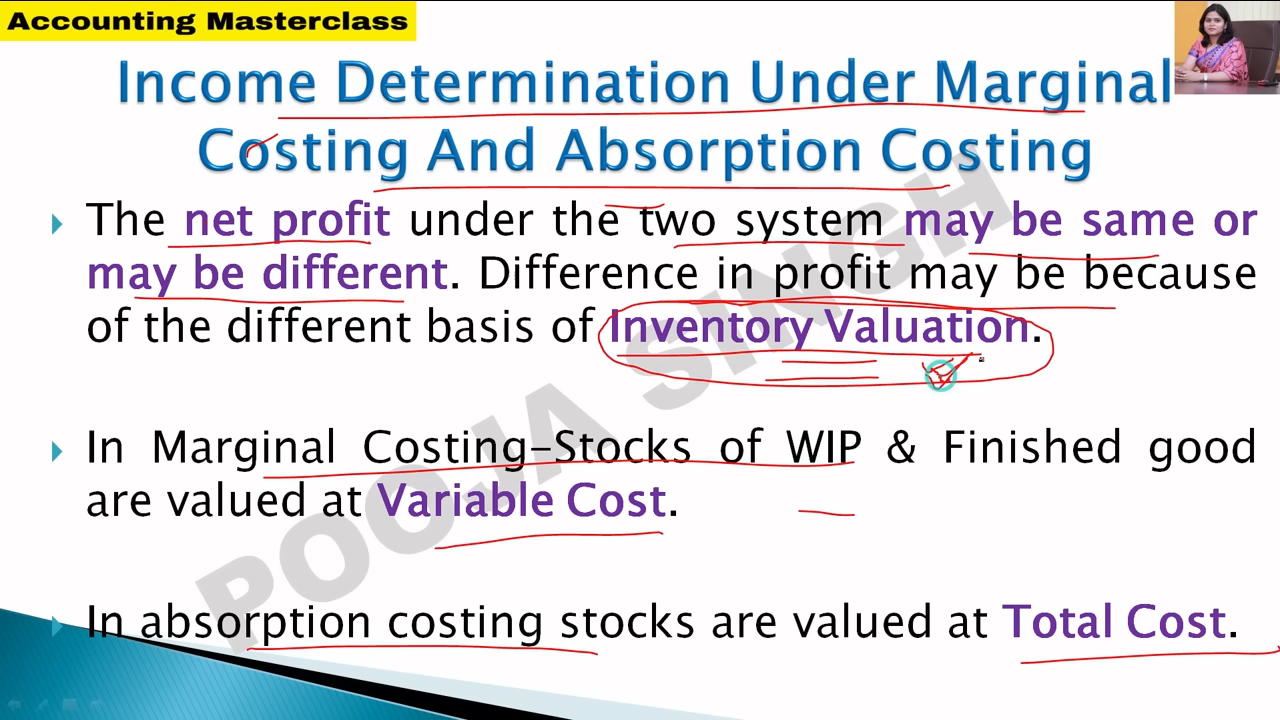 Accounting Masterclass
Income Determination Under Marginal
Costing And Absorption Costing
The net profit under the two system may be same or
may be different. Difference in profit may be because
of the different basis of Inventory Valuation.
In Marginal Costing-Stocks of WIP & Finished good
are valued at Variable Cost.
In absorption costing stocks are valued at Total Cost.
POOJA SINGH